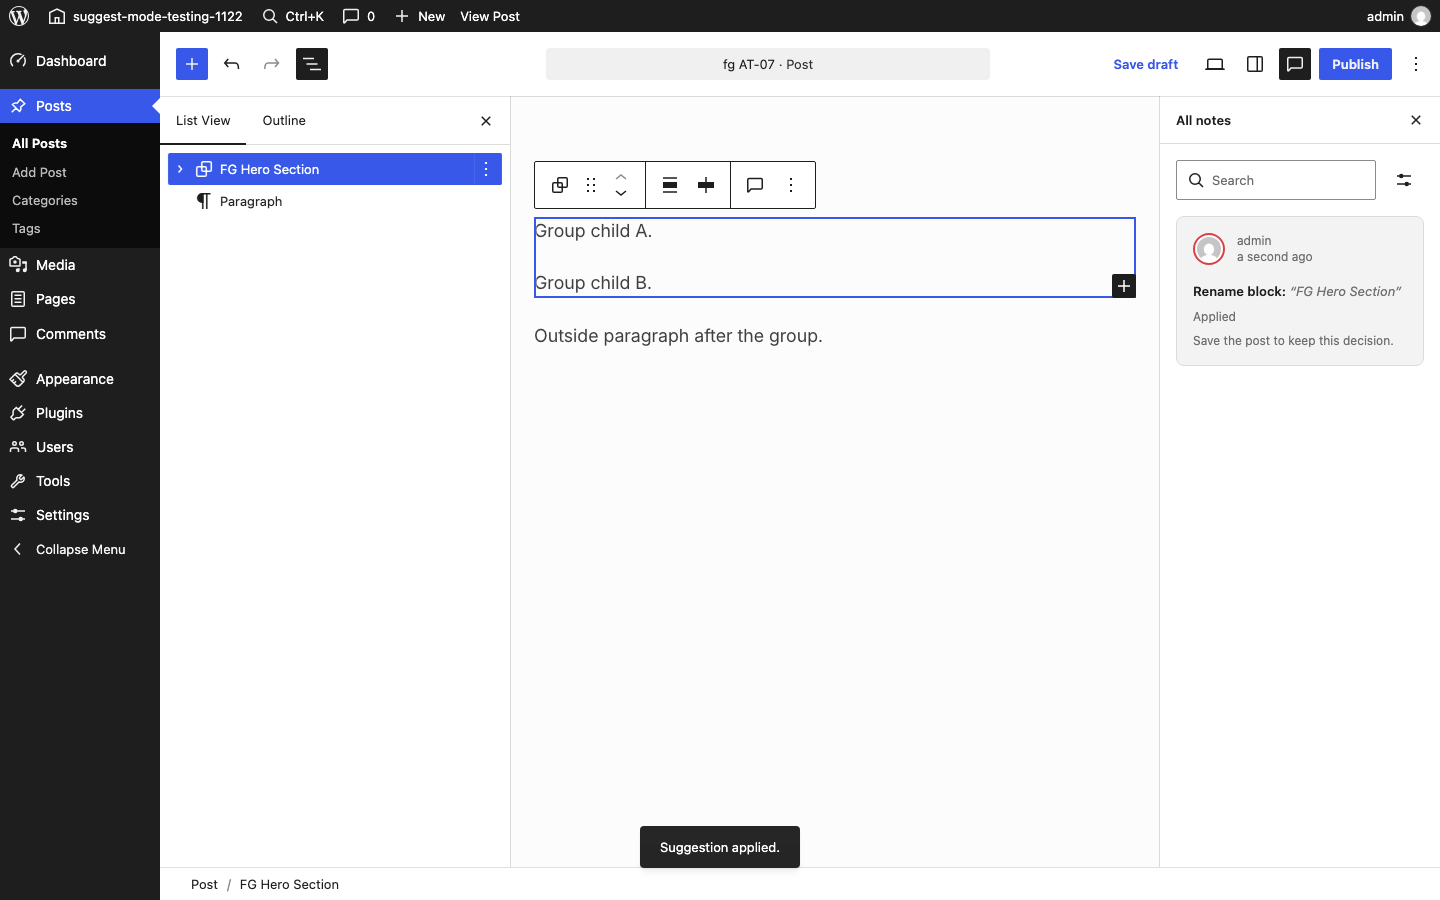 suggest-mode-testing-1122
Ctrl+K
0
New
View Post
admin
Dashboard
Posts
All Posts
Add Post
Categories
Tags
Media
Pages
Comments
Appearance
Plugins
Users
Tools
Settings
Collapse Menu
fg AT-07 · Post
Save draft
Publish
List View
Outline
FG Hero Section
Paragraph
Group child A.
Group child B.
Outside paragraph after the group.
All notes
Search
admin
a second ago
Rename block: “FG Hero Section”
Applied
Save the post to keep this decision.
Suggestion applied.
Post / FG Hero Section